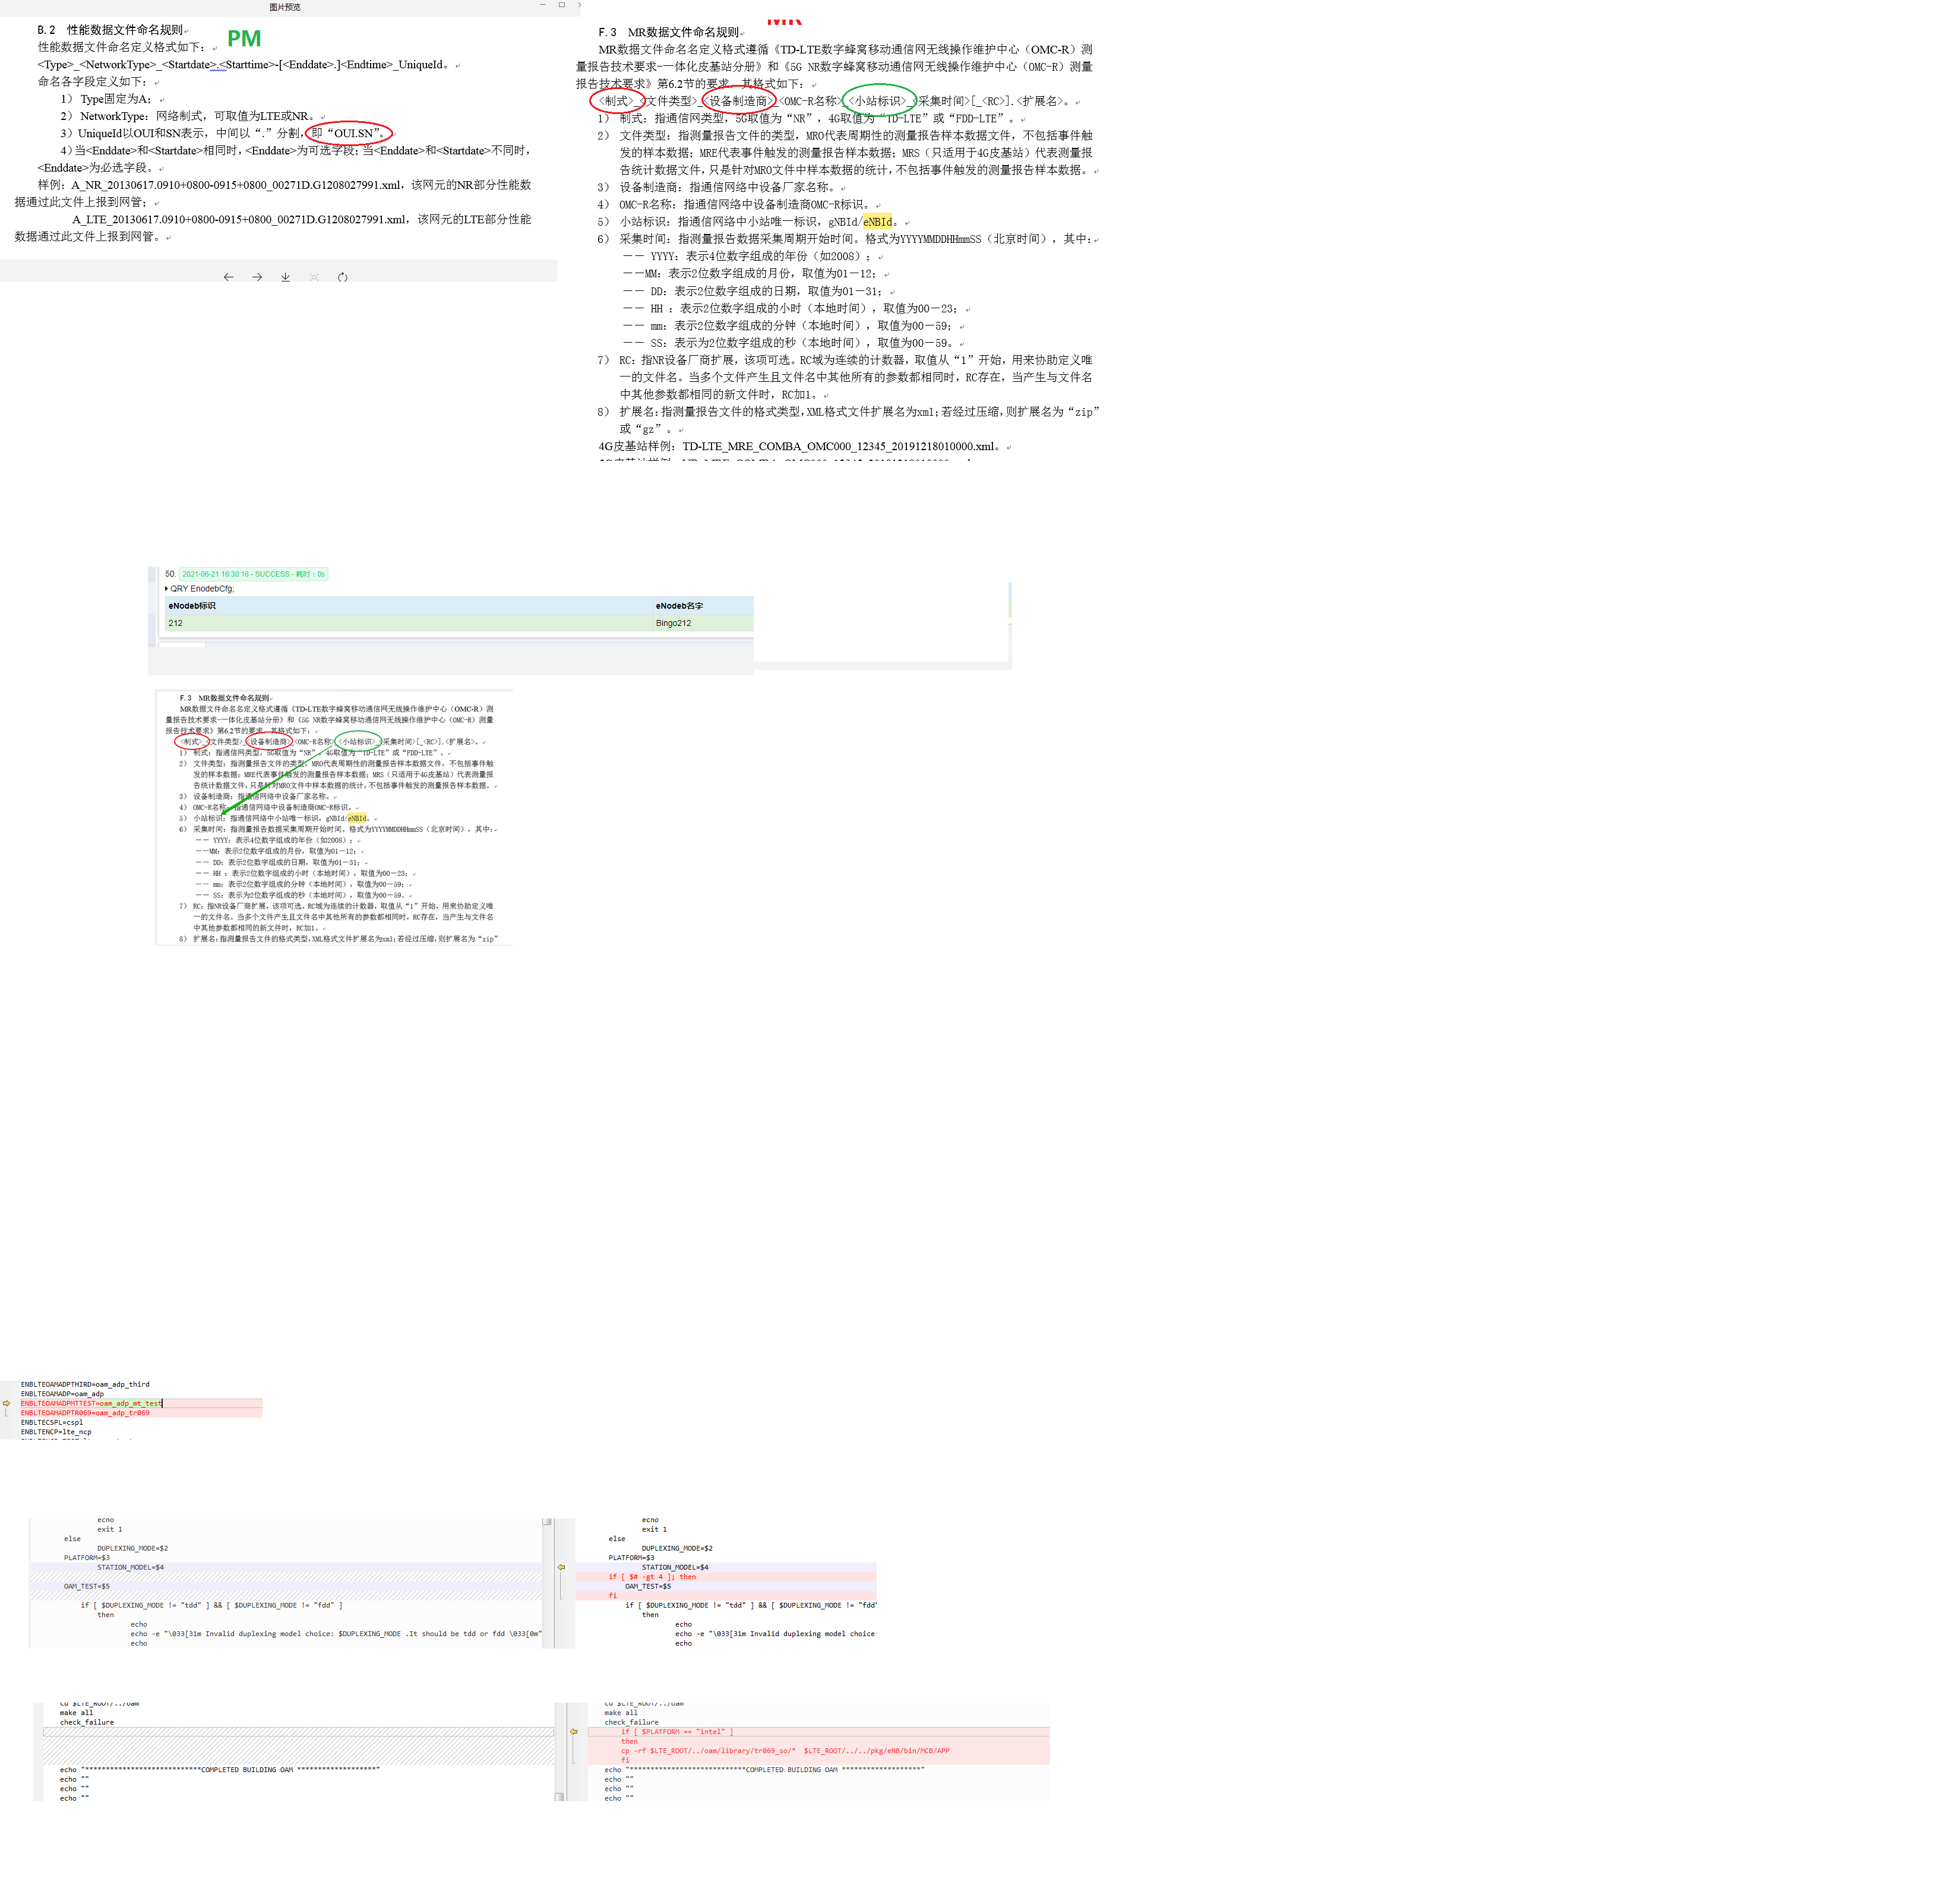 图片预览
B.2 性能数据文件命名规则
PM
性能数据文件命名定义格式如下：
<Type>_<NetworkType>_<Startdate>.<Starttime>-[<Enddate>.]<Endtime>_UniqueId。
命名各字段定义如下：
1） Type固定为A；
2） NetworkType：网络制式，可取值为LTE或NR。
3）UniqueId以OUI和SN表示，中间以“.”分割，即“OUI.SN”。
4）当<Enddate>和<Startdate>相同时，<Enddate>为可选字段；当<Enddate>和<Startdate>不同时，
<Enddate>为必选字段。
样例：A_NR_20130617.0910+0800-0915+0800_00271D.G1208027991.xml，该网元的NR部分性能数
据通过此文件上报到网管；
A_LTE_20130617.0910+0800-0915+0800_00271D.G1208027991.xml，该网元的LTE部分性能
数据通过此文件上报到网管。
MR
F.3 MR数据文件命名规则
MR数据文件命名名定义格式遵循《TD-LTE数字蜂窝移动通信网无线操作维护中心（OMC-R）测
量报告技术要求-一体化皮基站分册》和《5G NR数字蜂窝移动通信网无线操作维护中心（OMC-R）测量
报告技术要求》第6.2节的要求，其格式如下：
<制式>_<文件类型>_<设备制造商>_<OMC-R名称>_<小站标识>_<采集时间>[_<RC>].<扩展名>。
1） 制式：指通信网类型，5G取值为“NR”，4G取值为“TD-LTE”或“FDD-LTE”。
2） 文件类型：指测量报告文件的类型，MRO代表周期性的测量报告样本数据文件，不包括事件触
发的样本数据；MRE代表事件触发的测量报告样本数据；MRS（只适用于4G皮基站）代表测量报
告统计数据文件，只是针对MRO文件中样本数据的统计，不包括事件触发的测量报告样本数据。
3） 设备制造商：指通信网络中设备厂家名称。
4） OMC-R名称：指通信网络中设备制造商OMC-R标识。
5） 小站标识：指通信网络中小站唯一标识，gNBId/eNBId。
6） 采集时间：指测量报告数据采集周期开始时间。格式为YYYYMMDDHHmmSS（北京时间），其中：
—— YYYY：表示4位数字组成的年份（如2008）；
——MM：表示2位数字组成的月份，取值为01－12；
—— DD：表示2位数字组成的日期，取值为01－31；
—— HH ：表示2位数字组成的小时（本地时间），取值为00－23；
—— mm：表示2位数字组成的分钟（本地时间），取值为00－59；
—— SS：表示为2位数字组成的秒（本地时间），取值为00－59。
7） RC：指NR设备厂商扩展，该项可选。RC域为连续的计数器，取值从“1”开始，用来协助定义唯
一的文件名。当多个文件产生且文件名中其他所有的参数都相同时，RC存在，当产生与文件名
中其他参数都相同的新文件时，RC加1。
8） 扩展名：指测量报告文件的格式类型，XML格式文件扩展名为xml；若经过压缩，则扩展名为“zip”
或“gz”。
4G皮基站样例：TD-LTE_MRE_COMBA_OMC000_12345_20191218010000.xml。
50. 2021-06-21 16:30:16 - SUCCESS - 耗时：0s
QRY EnodebCfg;
eNodeb标识 eNodeb名字
212 Bingo212
F.3 MR数据文件命名规则
MR数据文件命名名定义格式遵循《TD-LTE数字蜂窝移动通信网无线操作维护中心（OMC-R）测
量报告技术要求-一体化皮基站分册》和《5G NR数字蜂窝移动通信网无线操作维护中心（OMC-R）测量
报告技术要求》第6.2节的要求，其格式如下：
<制式>_<文件类型>_<设备制造商>_<OMC-R名称>_<小站标识>_<采集时间>[_<RC>].<扩展名>。
1） 制式：指通信网类型，5G取值为“NR”，4G取值为“TD-LTE”或“FDD-LTE”。
2） 文件类型：指测量报告文件的类型，MRO代表周期性的测量报告样本数据文件，不包括事件触
发的样本数据；MRE代表事件触发的测量报告样本数据；MRS（只适用于4G皮基站）代表测量报
告统计数据文件，只是针对MRO文件中样本数据的统计，不包括事件触发的测量报告样本数据。
3） 设备制造商：指通信网络中设备厂家名称。
4） OMC-R名称：指通信网络中设备制造商OMC-R标识。
5） 小站标识：指通信网络中小站唯一标识，gNBId/eNBId。
6） 采集时间：指测量报告数据采集周期开始时间。格式为YYYYMMDDHHmmSS（北京时间），其中：
—— YYYY：表示4位数字组成的年份（如2008）；
——MM：表示2位数字组成的月份，取值为01－12；
—— DD：表示2位数字组成的日期，取值为01－31；
—— HH ：表示2位数字组成的小时（本地时间），取值为00－23；
—— mm：表示2位数字组成的分钟（本地时间），取值为00－59；
—— SS：表示为2位数字组成的秒（本地时间），取值为00－59。
7） RC：指NR设备厂商扩展，该项可选。RC域为连续的计数器，取值从“1”开始，用来协助定义唯
一的文件名。当多个文件产生且文件名中其他所有的参数都相同时，RC存在，当产生与文件名
中其他参数都相同的新文件时，RC加1。
8） 扩展名：指测量报告文件的格式类型，XML格式文件扩展名为xml；若经过压缩，则扩展名为“zip”
ENBLTEOAMADPTHIRD=oam_adp_third
ENBLTEOAMADP=oam_adp
ENBLTEOAMADPMTTEST=oam_adp_mt_test
ENBLTEOAMADPTR069=oam_adp_tr069
ENBLTECSPL=cspl
ENBLTENCP=lte_ncp
echo
exit 1
else
DUPLEXING_MODE=$2
PLATFORM=$3
STATION_MODEL=$4
OAM_TEST=$5
if [ $DUPLEXING_MODE != "tdd" ] && [ $DUPLEXING_MODE != "fdd" ]
then
echo
echo -e "\033[31m Invalid duplexing model choice: $DUPLEXING_MODE .It should be tdd or fdd \033[0m"
echo
echo
exit 1
else
DUPLEXING_MODE=$2
PLATFORM=$3
STATION_MODEL=$4
if [ $# -gt 4 ]; then
OAM_TEST=$5
fi
if [ $DUPLEXING_MODE != "tdd" ] && [ $DUPLEXING_MODE != "fdd"
then
echo
echo -e "\033[31m Invalid duplexing model choice:
echo
cd $LTE_ROOT/../oam
make all
check_failure
echo "****************************COMPLETED BUILDING OAM *******************"
echo ""
echo ""
echo ""
cd $LTE_ROOT/../oam
make all
check_failure
if [ $PLATFORM == "intel" ]
then
cp -rf $LTE_ROOT/../oam/library/tr069_so/* $LTE_ROOT/../../pkg/eNB/bin/MCB/APP
fi
echo "****************************COMPLETED BUILDING OAM *******************"
echo ""
echo ""
echo ""